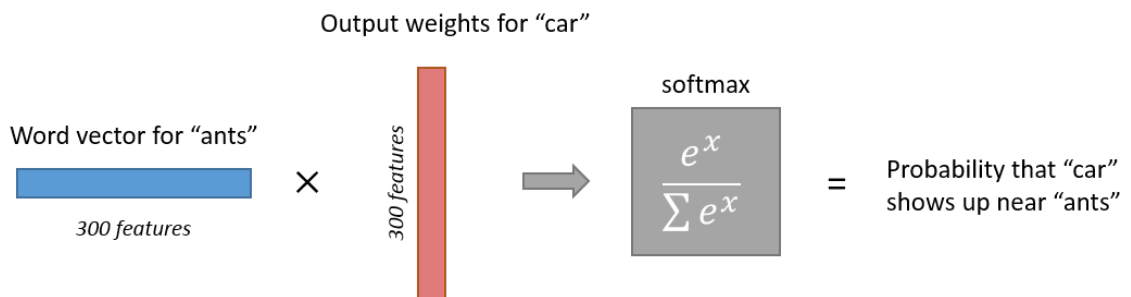 Output weights for “car”
softmax
Word vector for “ants”
300 features
×
300 features
e^x
∑ e^x
=
Probability that “car”
shows up near “ants”